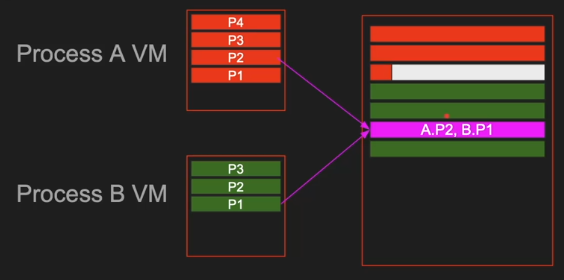 Process A VM
P4
P3
P2
P1
A.P2, B.P1
Process B VM
P3
P2
P1